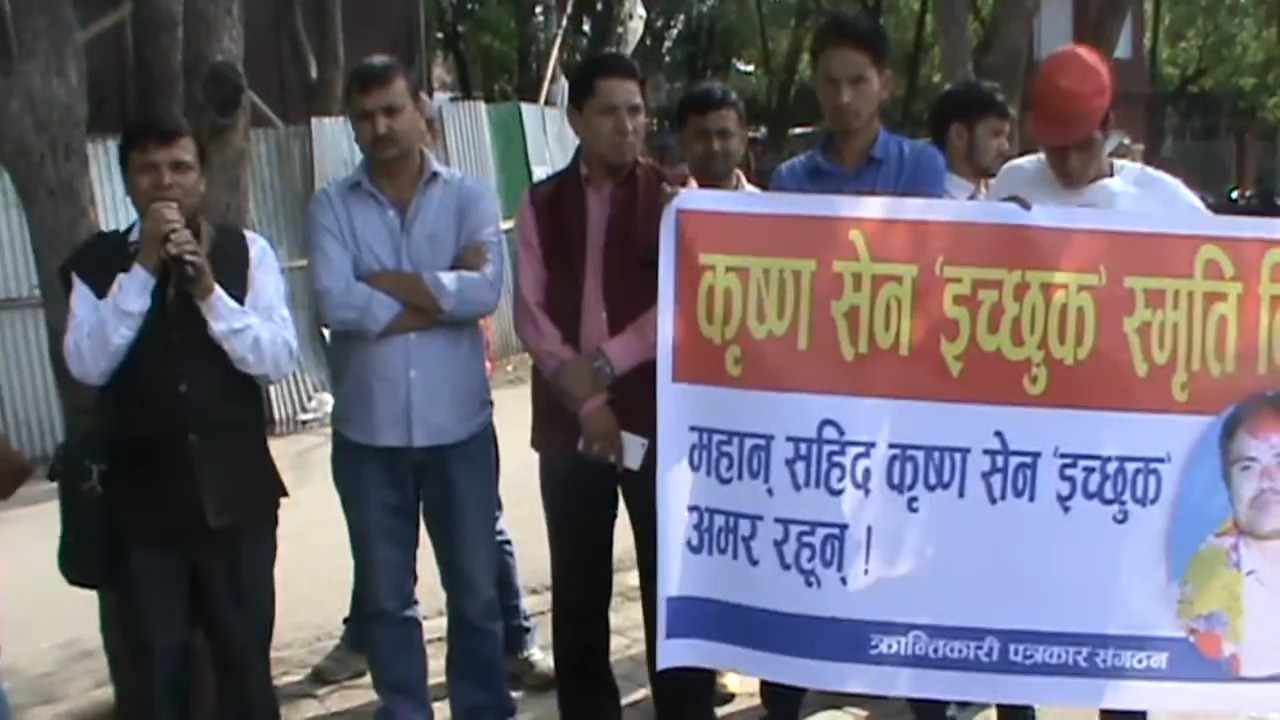 कृष्ण सेन 'इच्छुक' स्मृति
महान् सहिद कृष्ण सेन 'इच्छुक'
अमर रहून् !
क्रान्तिकारी पत्रकार संगठन